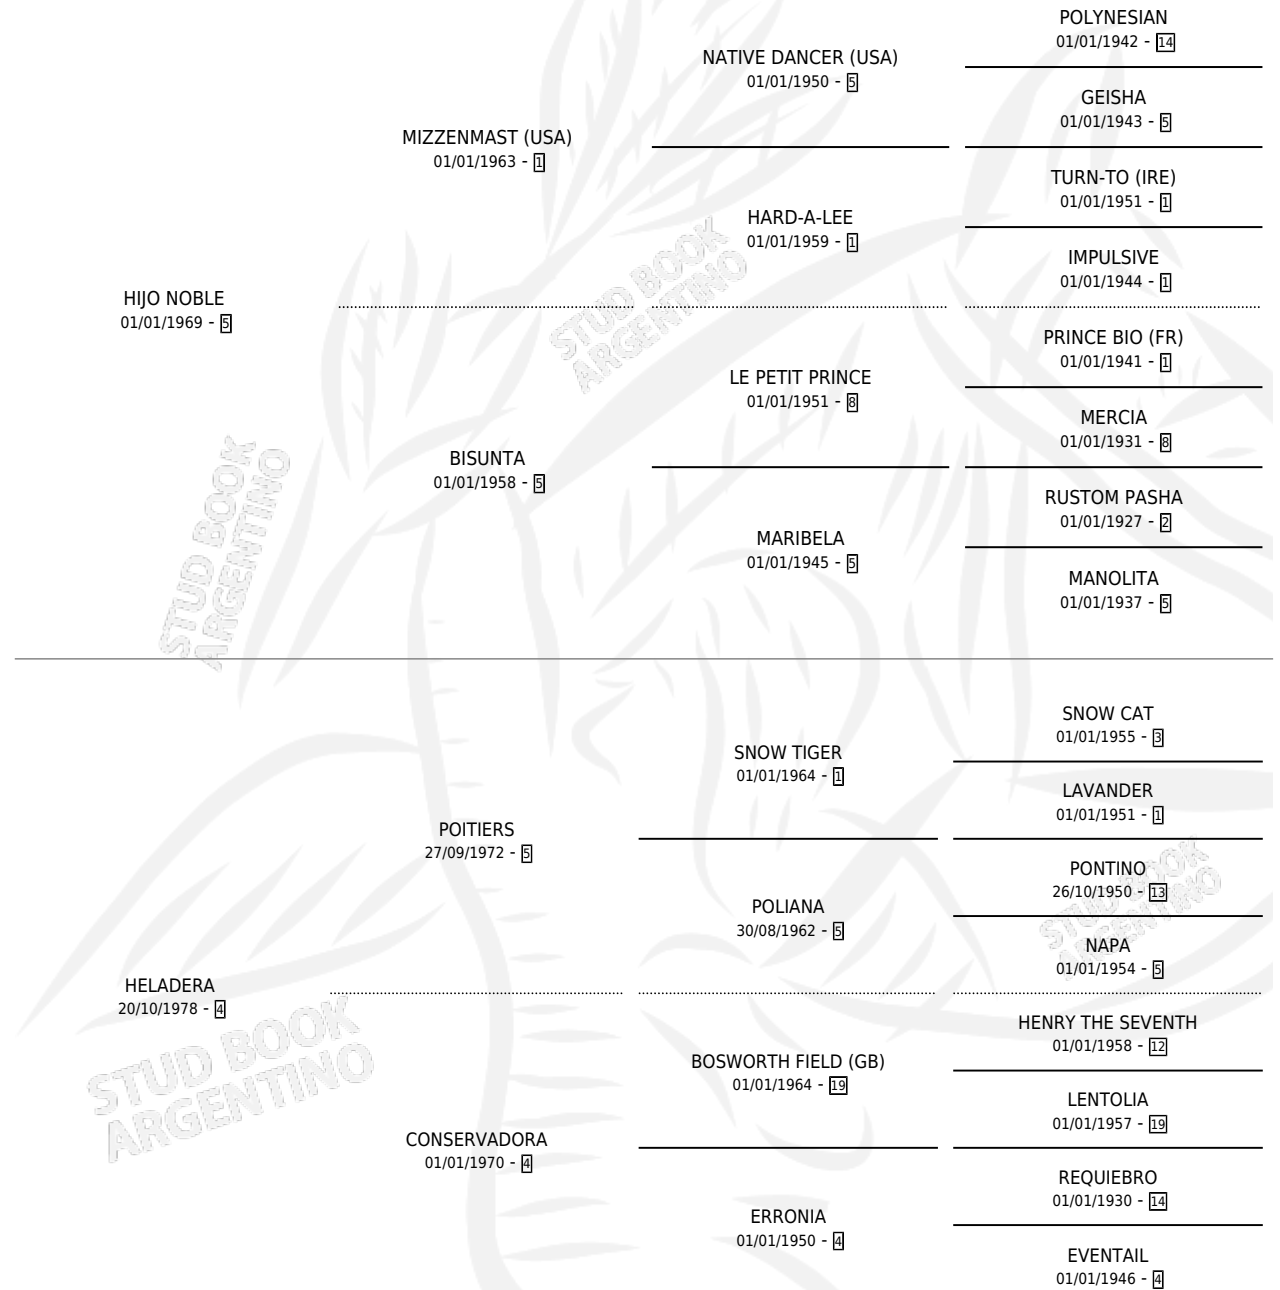 POLYNESIAN
01/01/1942 - 14
NATIVE DANCER (USA)
01/01/1950 - 5
GEISHA
01/01/1943 - 5
MIZZENMAST (USA)
01/01/1963 - 1
TURN-TO (IRE)
01/01/1951 - 1
HARD-A-LEE
01/01/1959 - 1
IMPULSIVE
01/01/1944 - 1
HIJO NOBLE
01/01/1969 - 5
STUD BOOK
ARGENTINO
PRINCE BIO (FR)
01/01/1941 - 1
LE PETIT PRINCE
01/01/1951 - 8
MERCIA
01/01/1931 - 8
BISUNTA
01/01/1958 - 5
RUSTOM PASHA
01/01/1927 - 2
MARIBELA
01/01/1945 - 5
MANOLITA
01/01/1937 - 5
STUD BOOK
ARGENTINO
SNOW CAT
01/01/1955 - 3
SNOW TIGER
01/01/1964 - 1
LAVANDER
01/01/1951 - 1
POITIERS
27/09/1972 - 5
PONTINO
26/10/1950 - 13
POLIANA
30/08/1962 - 5
NAPA
01/01/1954 - 5
STUD BOOK
ARGENTINO
HELADERA
20/10/1978 - 4
HENRY THE SEVENTH
01/01/1958 - 12
BOSWORTH FIELD (GB)
01/01/1964 - 19
LENTOLIA
01/01/1957 - 19
STUD BOOK
ARGENTINO
CONSERVADORA
01/01/1970 - 4
REQUIEBRO
01/01/1930 - 14
ERRONIA
01/01/1950 - 4
EVENTAIL
01/01/1946 - 4